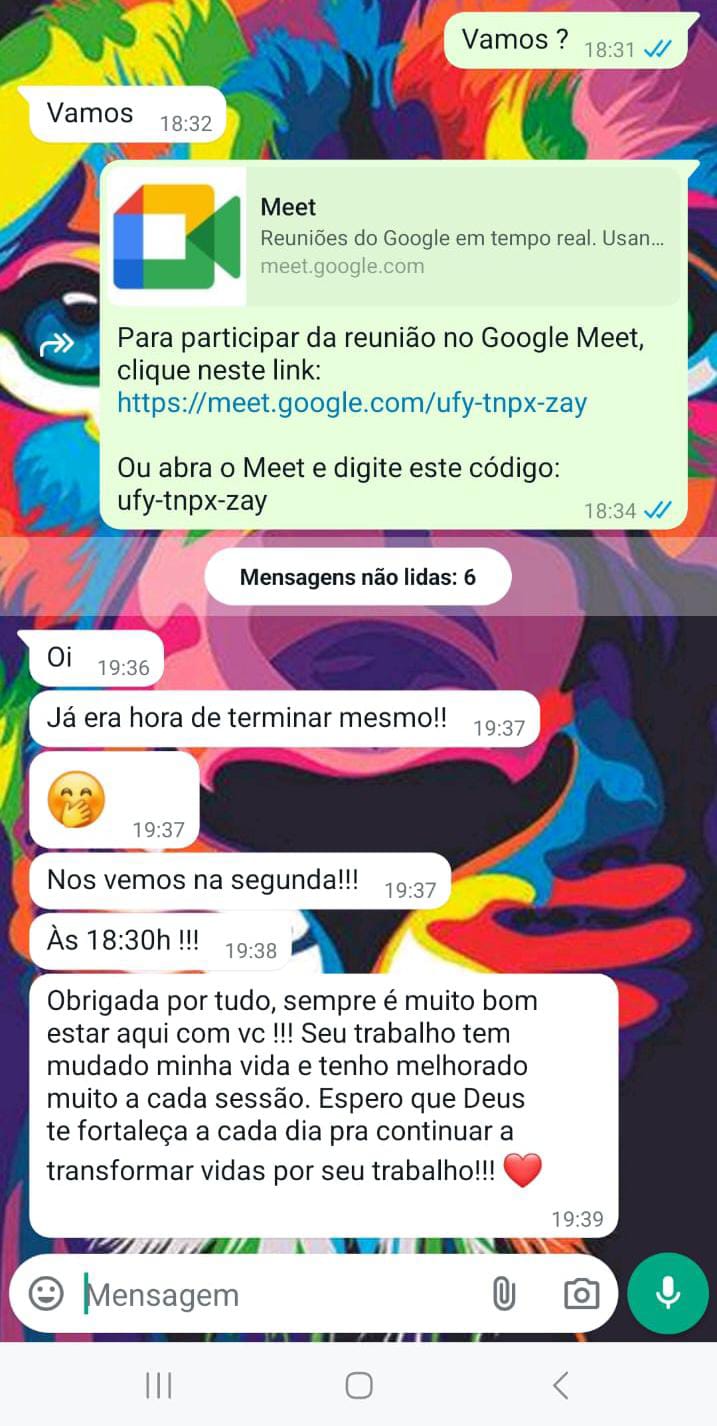 Vamos ? 18:31
Vamos 18:32
Meet
Reuniões do Google em tempo real. Usan...
meet.google.com
Para participar da reunião no Google Meet,
clique neste link:
https://meet.google.com/ufy-tnpx-zay
Ou abra o Meet e digite este código:
ufy-tnpx-zay 18:34
Mensagens não lidas: 6
Oi 19:36
Já era hora de terminar mesmo!! 19:37
19:37
Nos vemos na segunda!!! 19:37
Às 18:30h !!! 19:38
Obrigada por tudo, sempre é muito bom
estar aqui com vc !!! Seu trabalho tem
mudado minha vida e tenho melhorado
muito a cada sessão. Espero que Deus
te fortaleça a cada dia pra continuar a
transformar vidas por seu trabalho!!! ❤️
19:39
Mensagem